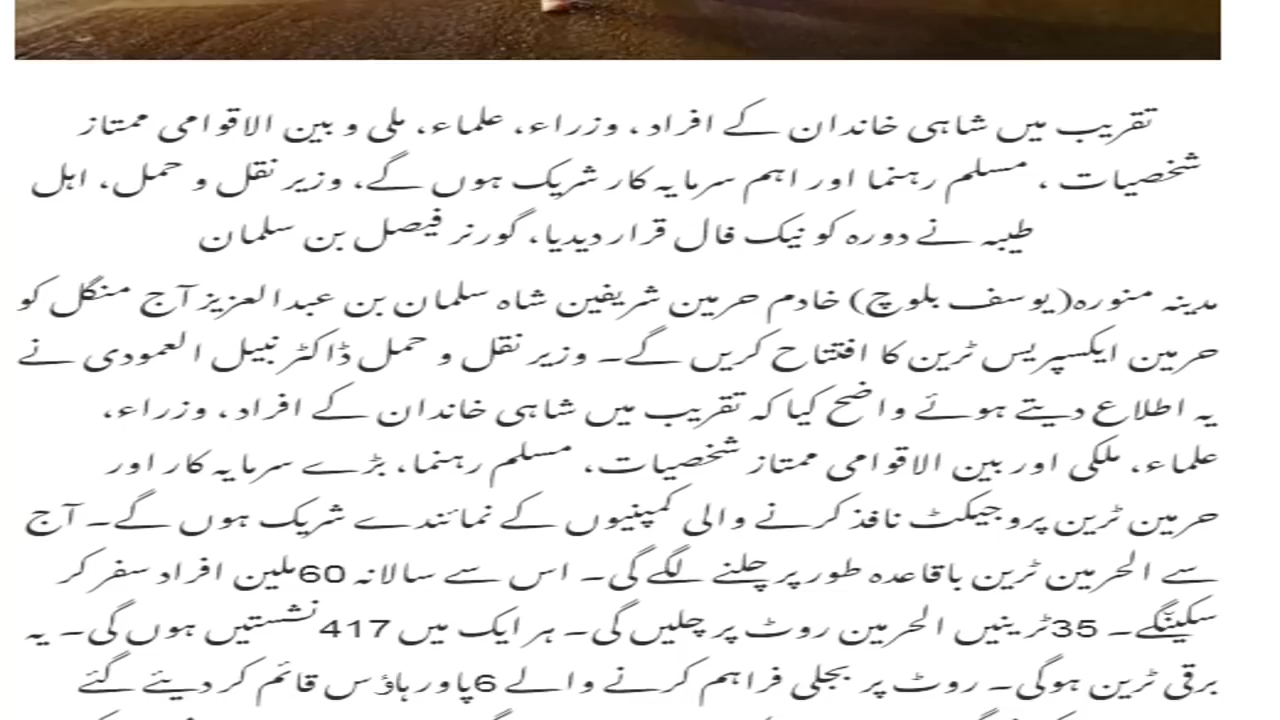 تقریب میں شاہی خاندان کے افراد، وزراء، علماء، ملی و بین الاقوامی ممتاز
شخصیات، مسلم رہنما اور اہم سرمایہ کار شریک ہوں گے، وزیر نقل و حمل، اہل
طیبہ نے دورہ کو نیک فال قرار دیدیا، گورنر فیصل بن سلمان
مدینہ منورہ(یوسف بلوچ) خادم حرمین شریفین شاہ سلمان بن عبدالعزیز آج منگل کو
حرمین ایکسپریس ٹرین کا افتتاح کریں گے۔ وزیر نقل و حمل ڈاکٹر نبیل العمودی نے
یہ اطلاع دیتے ہوئے واضح کیا کہ تقریب میں شاہی خاندان کے افراد، وزراء،
علماء، ملکی اور بین الاقوامی ممتاز شخصیات، مسلم رہنما، بڑے سرمایہ کار اور
حرمین ٹرین پروجیکٹ نافذ کرنے والی کمپنیوں کے نمائندے شریک ہوں گے۔ آج
سے الحرمین ٹرین باقاعدہ طور پر چلنے لگے گی۔ اس سے سالانہ 60ملین افراد سفر کر
سکینگے۔ 35ٹرینیں الحرمین روٹ پر چلیں گی۔ ہر ایک میں 417نشستیں ہوں گی۔ یہ
برقی ٹرین ہوگی۔ روٹ پر بجلی فراہم کرنے والے 6پاور ہاؤس قائم کر دیئے گئے